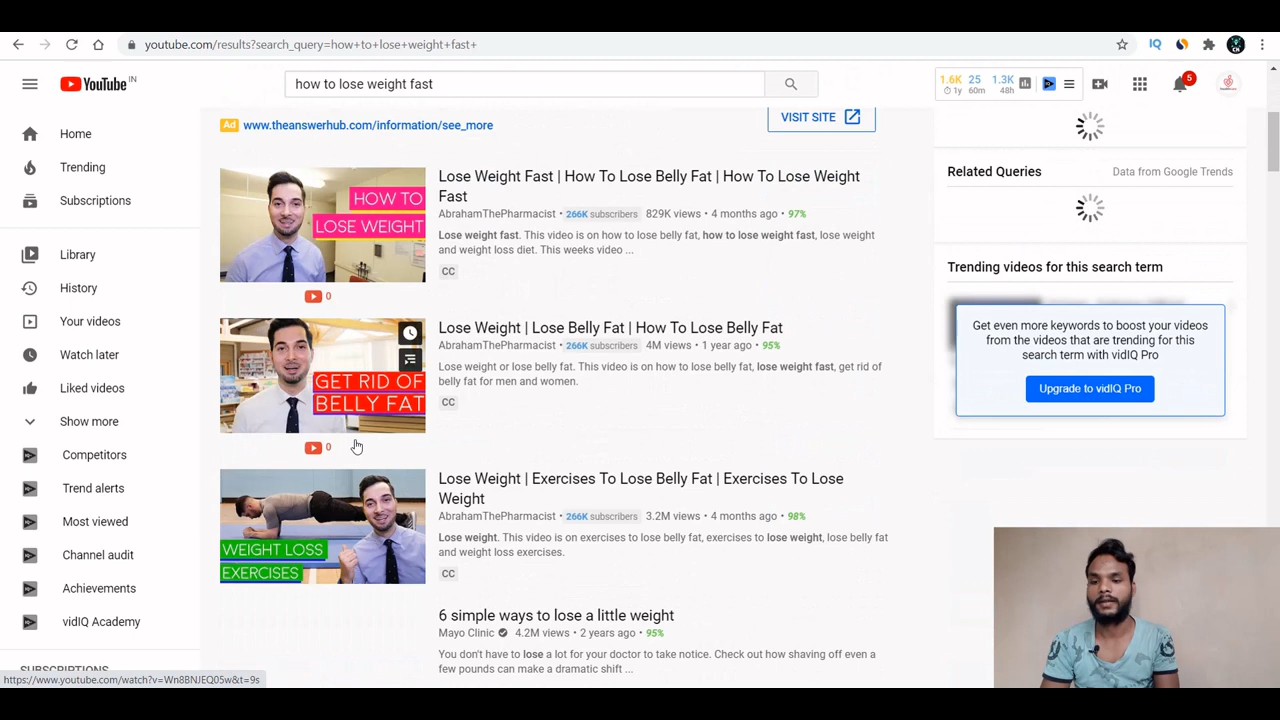 youtube.com/results?search_query=how+to+lose+weight+fast+
IQ
YouTube IN
how to lose weight fast
1.6K 25 1.3K
1y 60m 48h
5
Home
Trending
Subscriptions
Library
History
Your videos
Watch later
Liked videos
Show more
Competitors
Trend alerts
Most viewed
Channel audit
Achievements
vidIQ Academy
SUBSCRIPTIONS
https://www.youtube.com/watch?v=Wn8BNJEQ05w&t=9s
Ad www.theanswerhub.com/information/see_more
VISIT SITE
HOW TO
LOSE WEIGHT
0
Lose Weight Fast | How To Lose Belly Fat | How To Lose Weight
Fast
AbrahamThePharmacist • 266K subscribers 829K views • 4 months ago • 97%
Lose weight fast. This video is on how to lose belly fat, how to lose weight fast, lose weight
and weight loss diet. This weeks video ...
CC
GET RID OF
BELLY FAT
0
Lose Weight | Lose Belly Fat | How To Lose Belly Fat
AbrahamThePharmacist • 266K subscribers 4M views • 1 year ago • 95%
Lose weight or lose belly fat. This video is on how to lose belly fat, lose weight fast, get rid of
belly fat for men and women.
CC
WEIGHT LOSS
EXERCISES
Lose Weight | Exercises To Lose Belly Fat | Exercises To Lose
Weight
AbrahamThePharmacist • 266K subscribers 3.2M views • 4 months ago • 98%
Lose weight. This video is on exercises to lose belly fat, exercises to lose weight, lose belly fat
and weight loss exercises.
CC
6 simple ways to lose a little weight
Mayo Clinic 4.2M views • 2 years ago • 95%
You don't have to lose a lot for your doctor to take notice. Check out how shaving off even a
few pounds can make a dramatic shift ...
Related Queries
Data from Google Trends
Trending videos for this search term
Get even more keywords to boost your videos
from the videos that are trending for this
search term with vidIQ Pro
Upgrade to vidIQ Pro